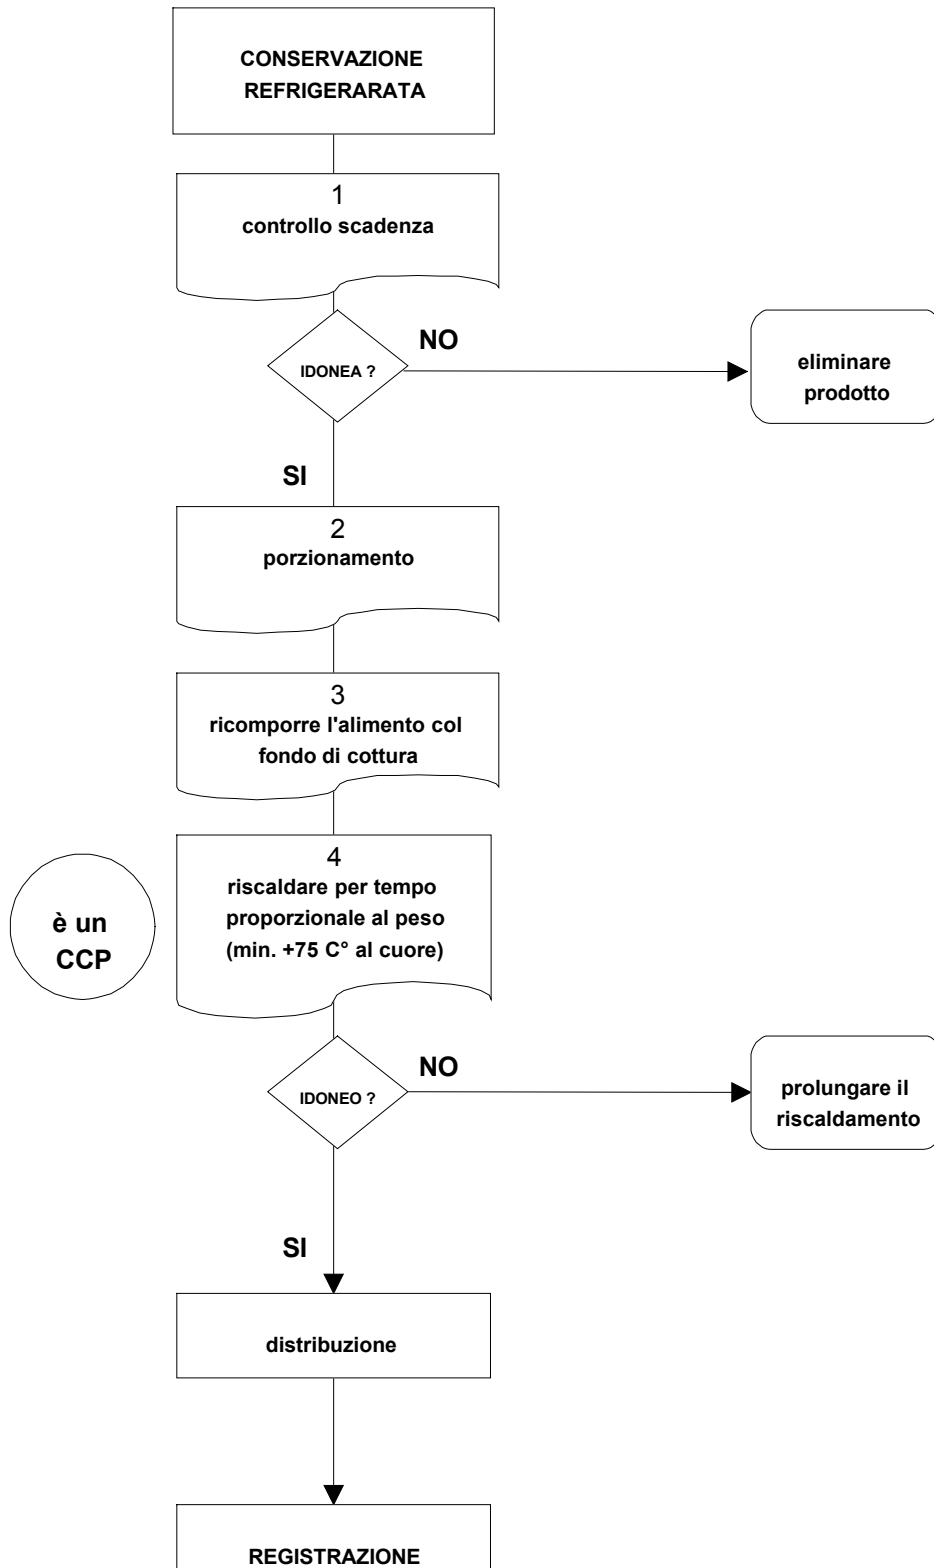 CONSERVAZIONE
REFRIGERARATA
1
controllo scadenza
IDONEA ?
NO
eliminare
prodotto
SI
2
porzionamento
3
ricomporre l'alimento col
fondo di cottura
è un
CCP
4
riscaldare per tempo
proporzionale al peso
(min. +75 C° al cuore)
IDONEO ?
NO
prolungare il
riscaldamento
SI
distribuzione
REGISTRAZIONE